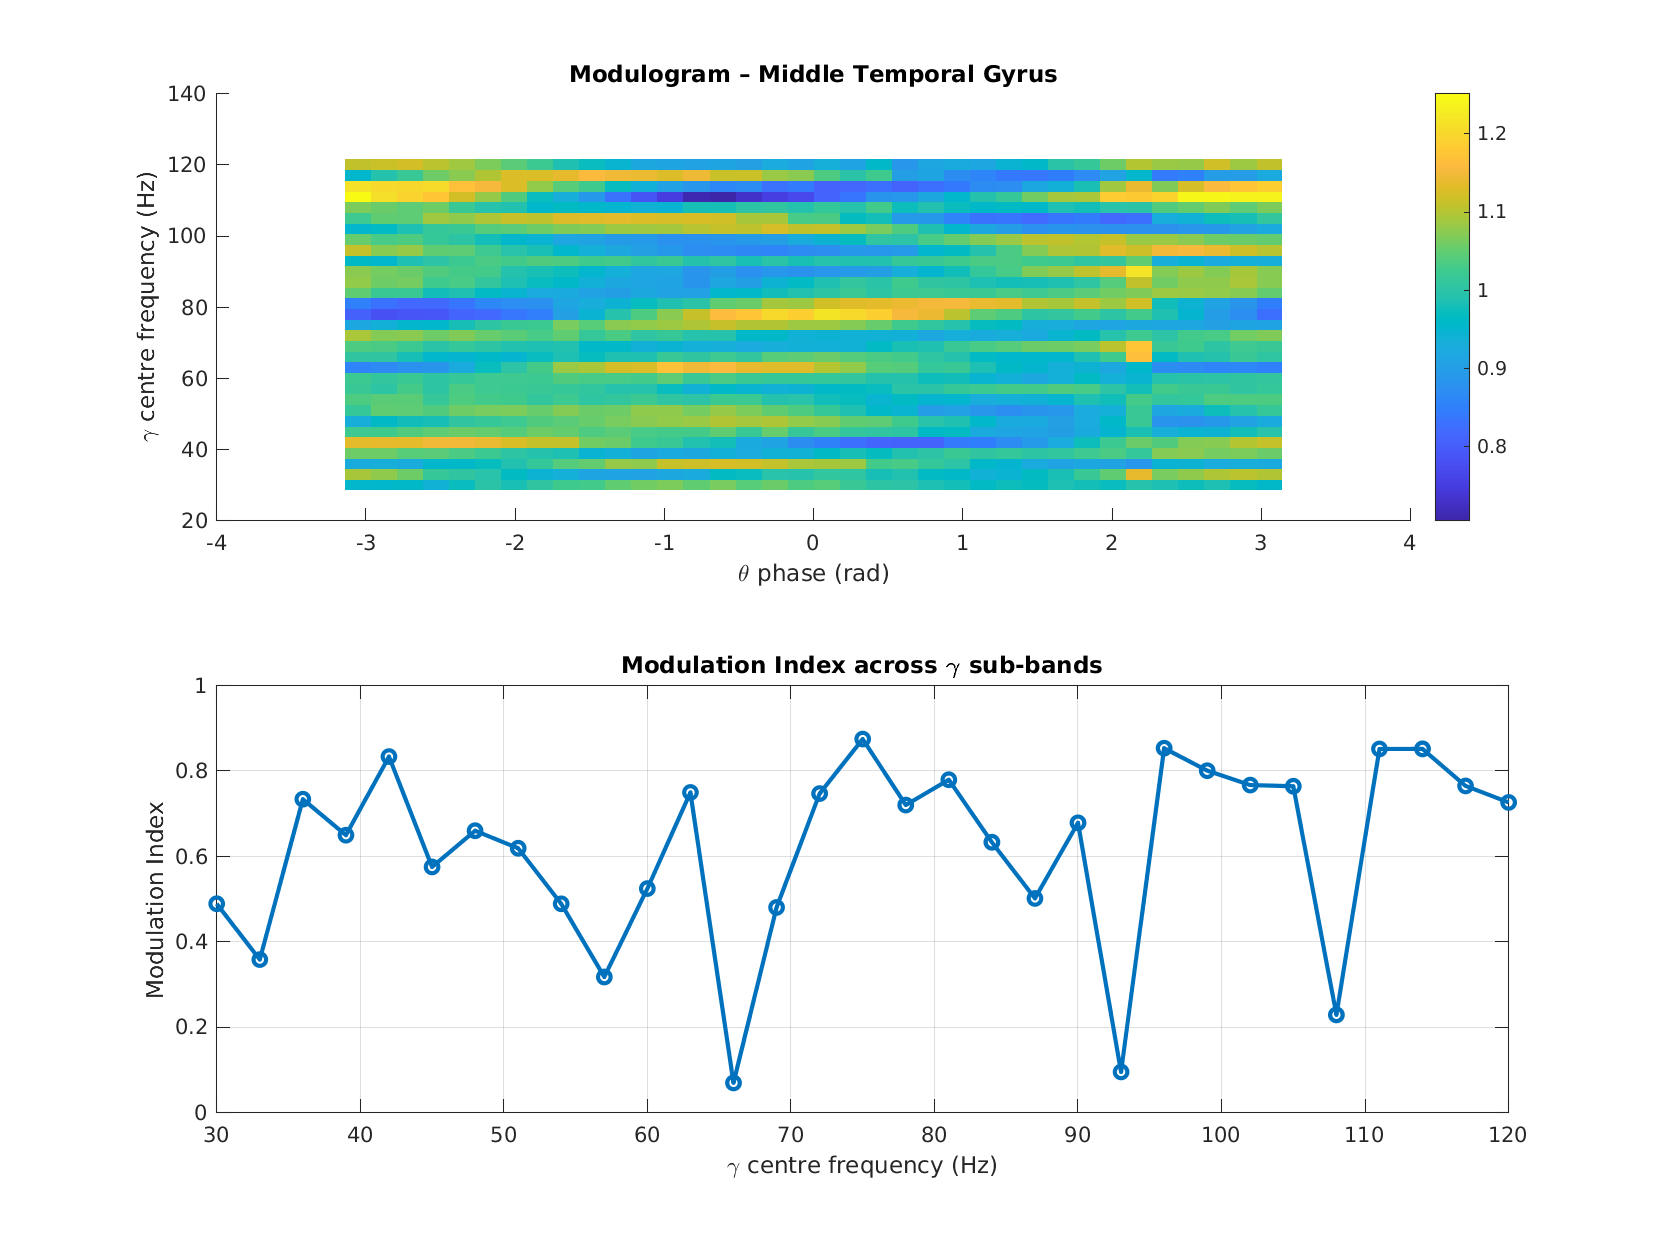 Modulogram – Middle Temporal Gyrus
140
120
100
80
60
40
20
γ centre frequency (Hz)
-4 -3 -2 -1 0 1 2 3 4
θ phase (rad)
1.2
1.1
1
0.9
0.8
Modulation Index across γ sub-bands
1
0.8
0.6
0.4
0.2
0
Modulation Index
30 40 50 60 70 80 90 100 110 120
γ centre frequency (Hz)